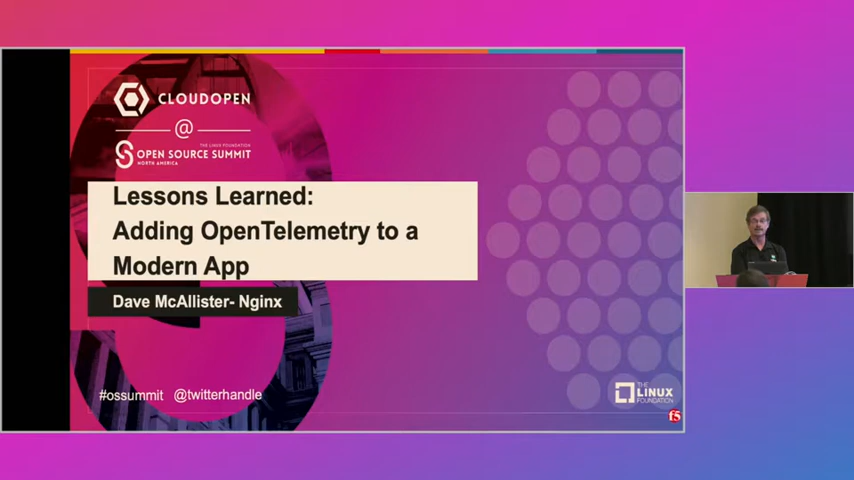 CLOUDOPEN
@
THE LINUX FOUNDATION
OPEN SOURCE SUMMIT
NORTH AMERICA
Lessons Learned:
Adding OpenTelemetry to a
Modern App
Dave McAllister- Nginx
#ossummit @twitterhandle
THE
LINUX
FOUNDATION
f5